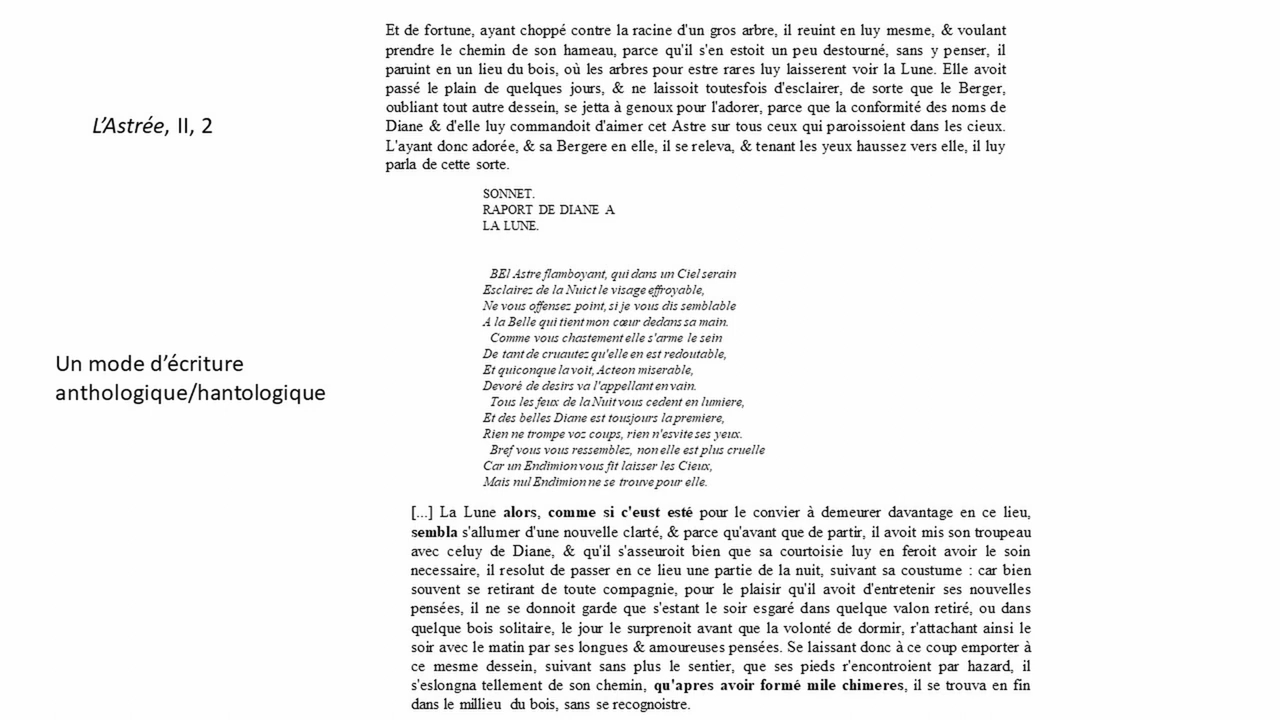 L'Astrée, II, 2
Un mode d'écriture
anthologique/hantologique
Et de fortune, ayant choppé contre la racine d'un gros arbre, il reuint en luy mesme, & voulant
prendre le chemin de son hameau, parce qu'il s'en estoit un peu destourné, sans y penser, il
paruint en un lieu du bois, où les arbres pour estre rares luy laisserent voir la Lune. Elle avoit
passé le plain de quelques jours, & ne laissoit toutesfois d'esclairer, de sorte que le Berger,
oubliant tout autre dessein, se jetta à genoux pour l'adorer, parce que la conformité des noms de
Diane & d'elle luy commandoit d'aimer cet Astre sur tous ceux qui paroissoient dans les cieux.
L'ayant donc adorée, & sa Bergere en elle, il se releva, & tenant les yeux haussez vers elle, il luy
parla de cette sorte.
SONNET.
RAPORT DE DIANE A
LA LUNE.
BEl Astre flamboyant, qui dans un Ciel serain
Esclairez de la Nuict le visage effroyable,
Ne vous offensez point, si je vous dis semblable
A la Belle qui tient mon cœur dedans sa main.
Comme vous chastement elle s'arme le sein
De tant de cruautez qu'elle en est redoutable,
Et quiconque la voit, Acteon miserable,
Devoré de desirs va l'appellant en vain.
Tous les feux de la Nuit vous cedent en lumiere,
Et des belles Diane est tousjours la premiere,
Rien ne trompe voz coups, rien n'esvite ses yeux.
Bref vous vous ressemblez, non elle est plus cruelle
Car un Endimion vous fit laisser les Cieux,
Mais nul Endimion ne se trouve pour elle.
[...] La Lune alors, comme si c'eust esté pour le convier à demeurer davantage en ce lieu,
sembla s'allumer d'une nouvelle clarté, & parce qu'avant que de partir, il avoit mis son troupeau
avec celuy de Diane, & qu'il s'asseuroit bien que sa courtoisie luy en feroit avoir le soin
necessaire, il resolut de passer en ce lieu une partie de la nuit, suivant sa coustume : car bien
souvent se retirant de toute compagnie, pour le plaisir qu'il avoit d'entretenir ses nouvelles
pensées, il ne se donnoit garde que s'estant le soir esgaré dans quelque valon retiré, ou dans
quelque bois solitaire, le jour le surprenoit avant que la volonté de dormir, r'attachant ainsi le
soir avec le matin par ses longues & amoureuses pensées. Se laissant donc à ce coup emporter à
ce mesme dessein, suivant sans plus le sentier, que ses pieds r'encontroient par hazard, il
s'eslongna tellement de son chemin, qu'apres avoir formé mile chimeres, il se trouva en fin
dans le millieu du bois, sans se recognoistre.